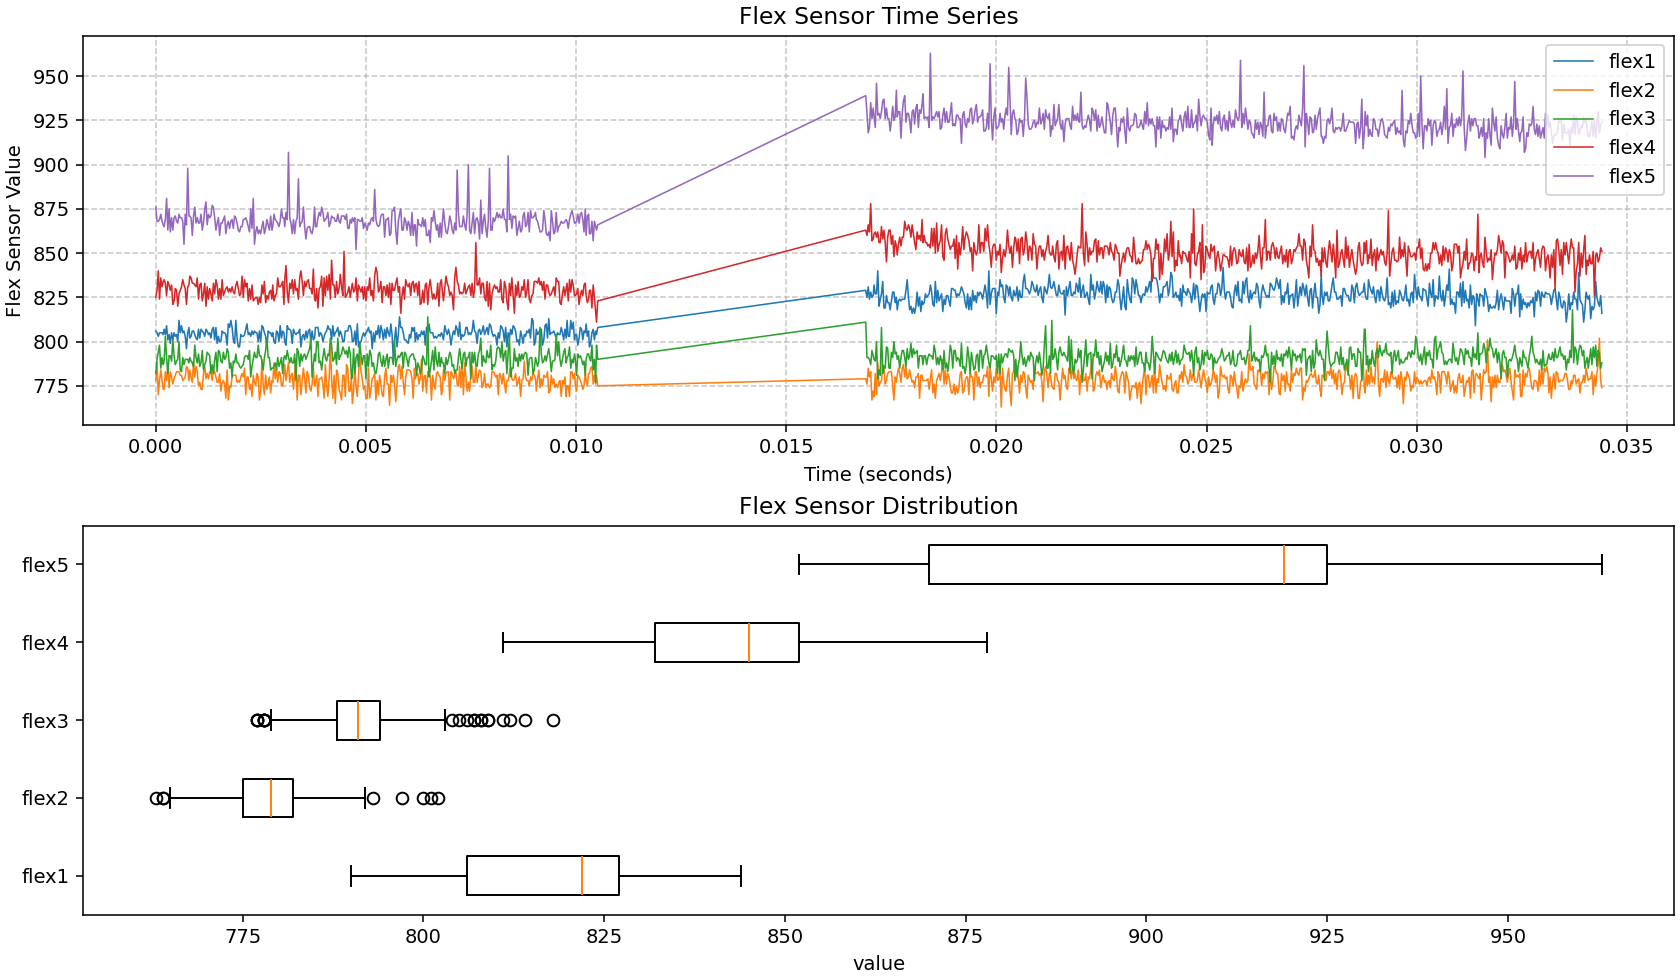 Flex Sensor Time Series
Flex Sensor Value
950
925
900
875
850
825
800
775
flex1
flex2
flex3
flex4
flex5
0.000 0.005 0.010 0.015 0.020 0.025 0.030 0.035
Time (seconds)
Flex Sensor Distribution
flex5
flex4
flex3
flex2
flex1
775 800 825 850 875 900 925 950
value